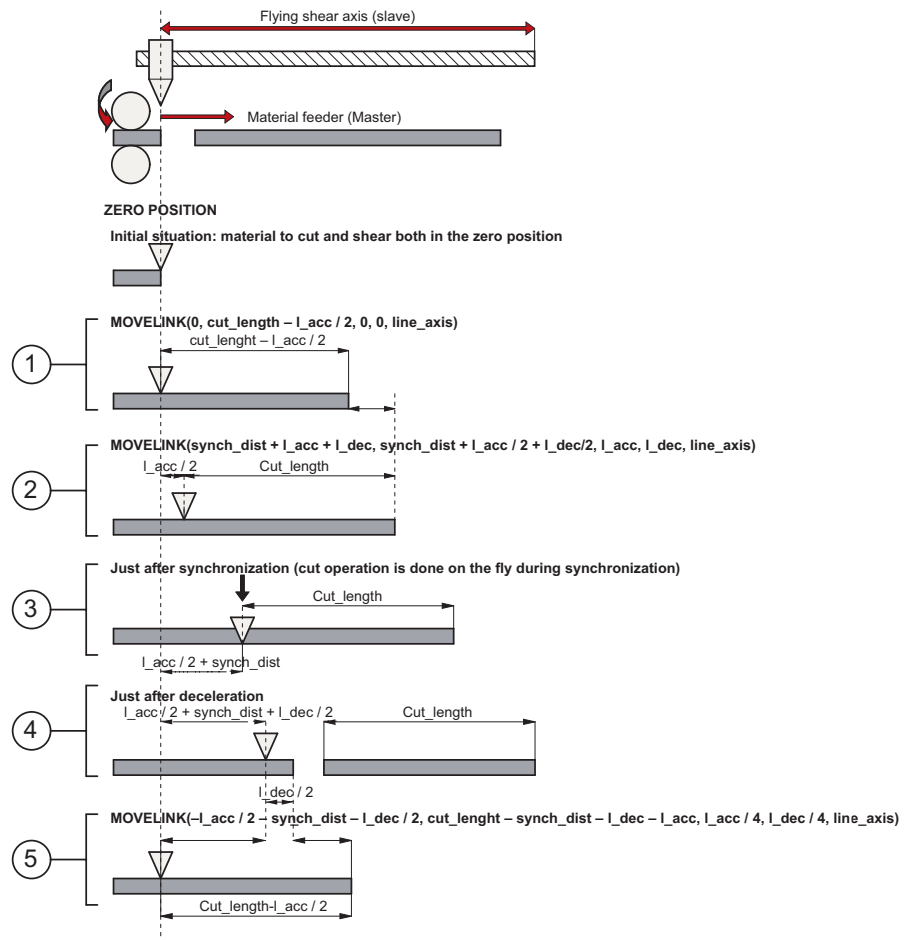 Flying shear axis (slave)
Material feeder (Master)
ZERO POSITION
Initial situation: material to cut and shear both in the zero position
1
MOVELINK(0, cut_length – l_acc / 2, 0, 0, line_axis)
cut_lenght – l_acc / 2
2
MOVELINK(synch_dist + l_acc + l_dec, synch_dist + l_acc / 2 + l_dec/2, l_acc, l_dec, line_axis)
l_acc / 2
Cut_length
3
Just after synchronization (cut operation is done on the fly during synchronization)
Cut_length
l_acc / 2 + synch_dist
4
Just after deceleration
l_acc / 2 + synch_dist + l_dec / 2
Cut_length
l_dec / 2
5
MOVELINK(–l_acc / 2 – synch_dist – l_dec / 2, cut_lenght – synch_dist – l_dec – l_acc, l_acc / 4, l_dec / 4, line_axis)
Cut_length-l_acc / 2